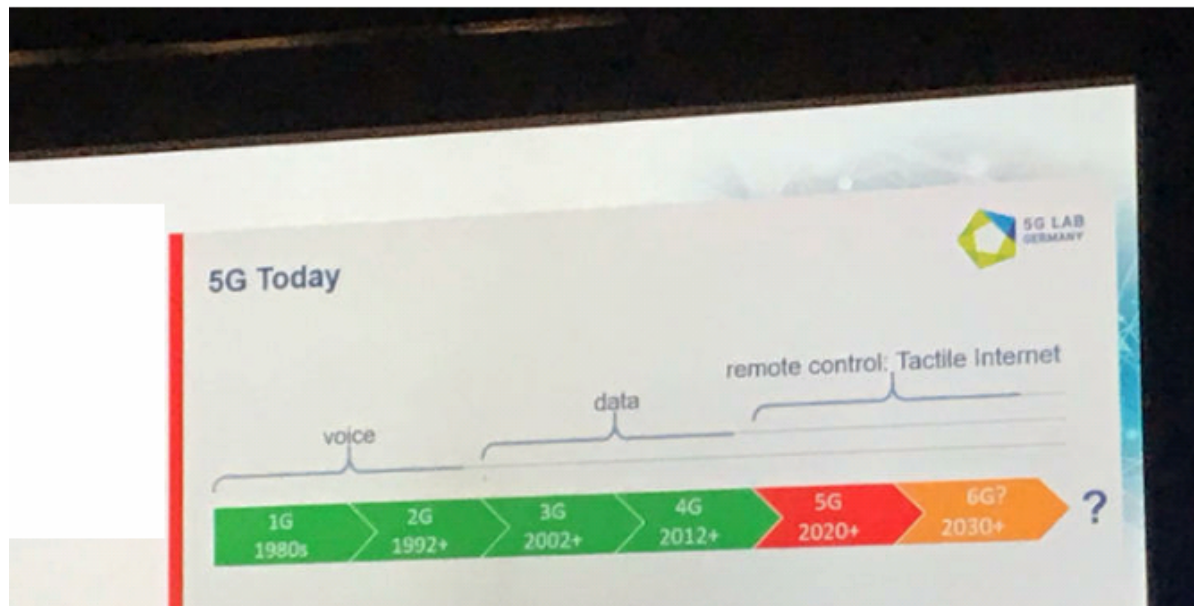 5G LAB
GERMANY
5G Today
remote control: Tactile Internet
data
voice
1G
1980s
2G
1992+
3G
2002+
4G
2012+
5G
2020+
6G?
2030+
?